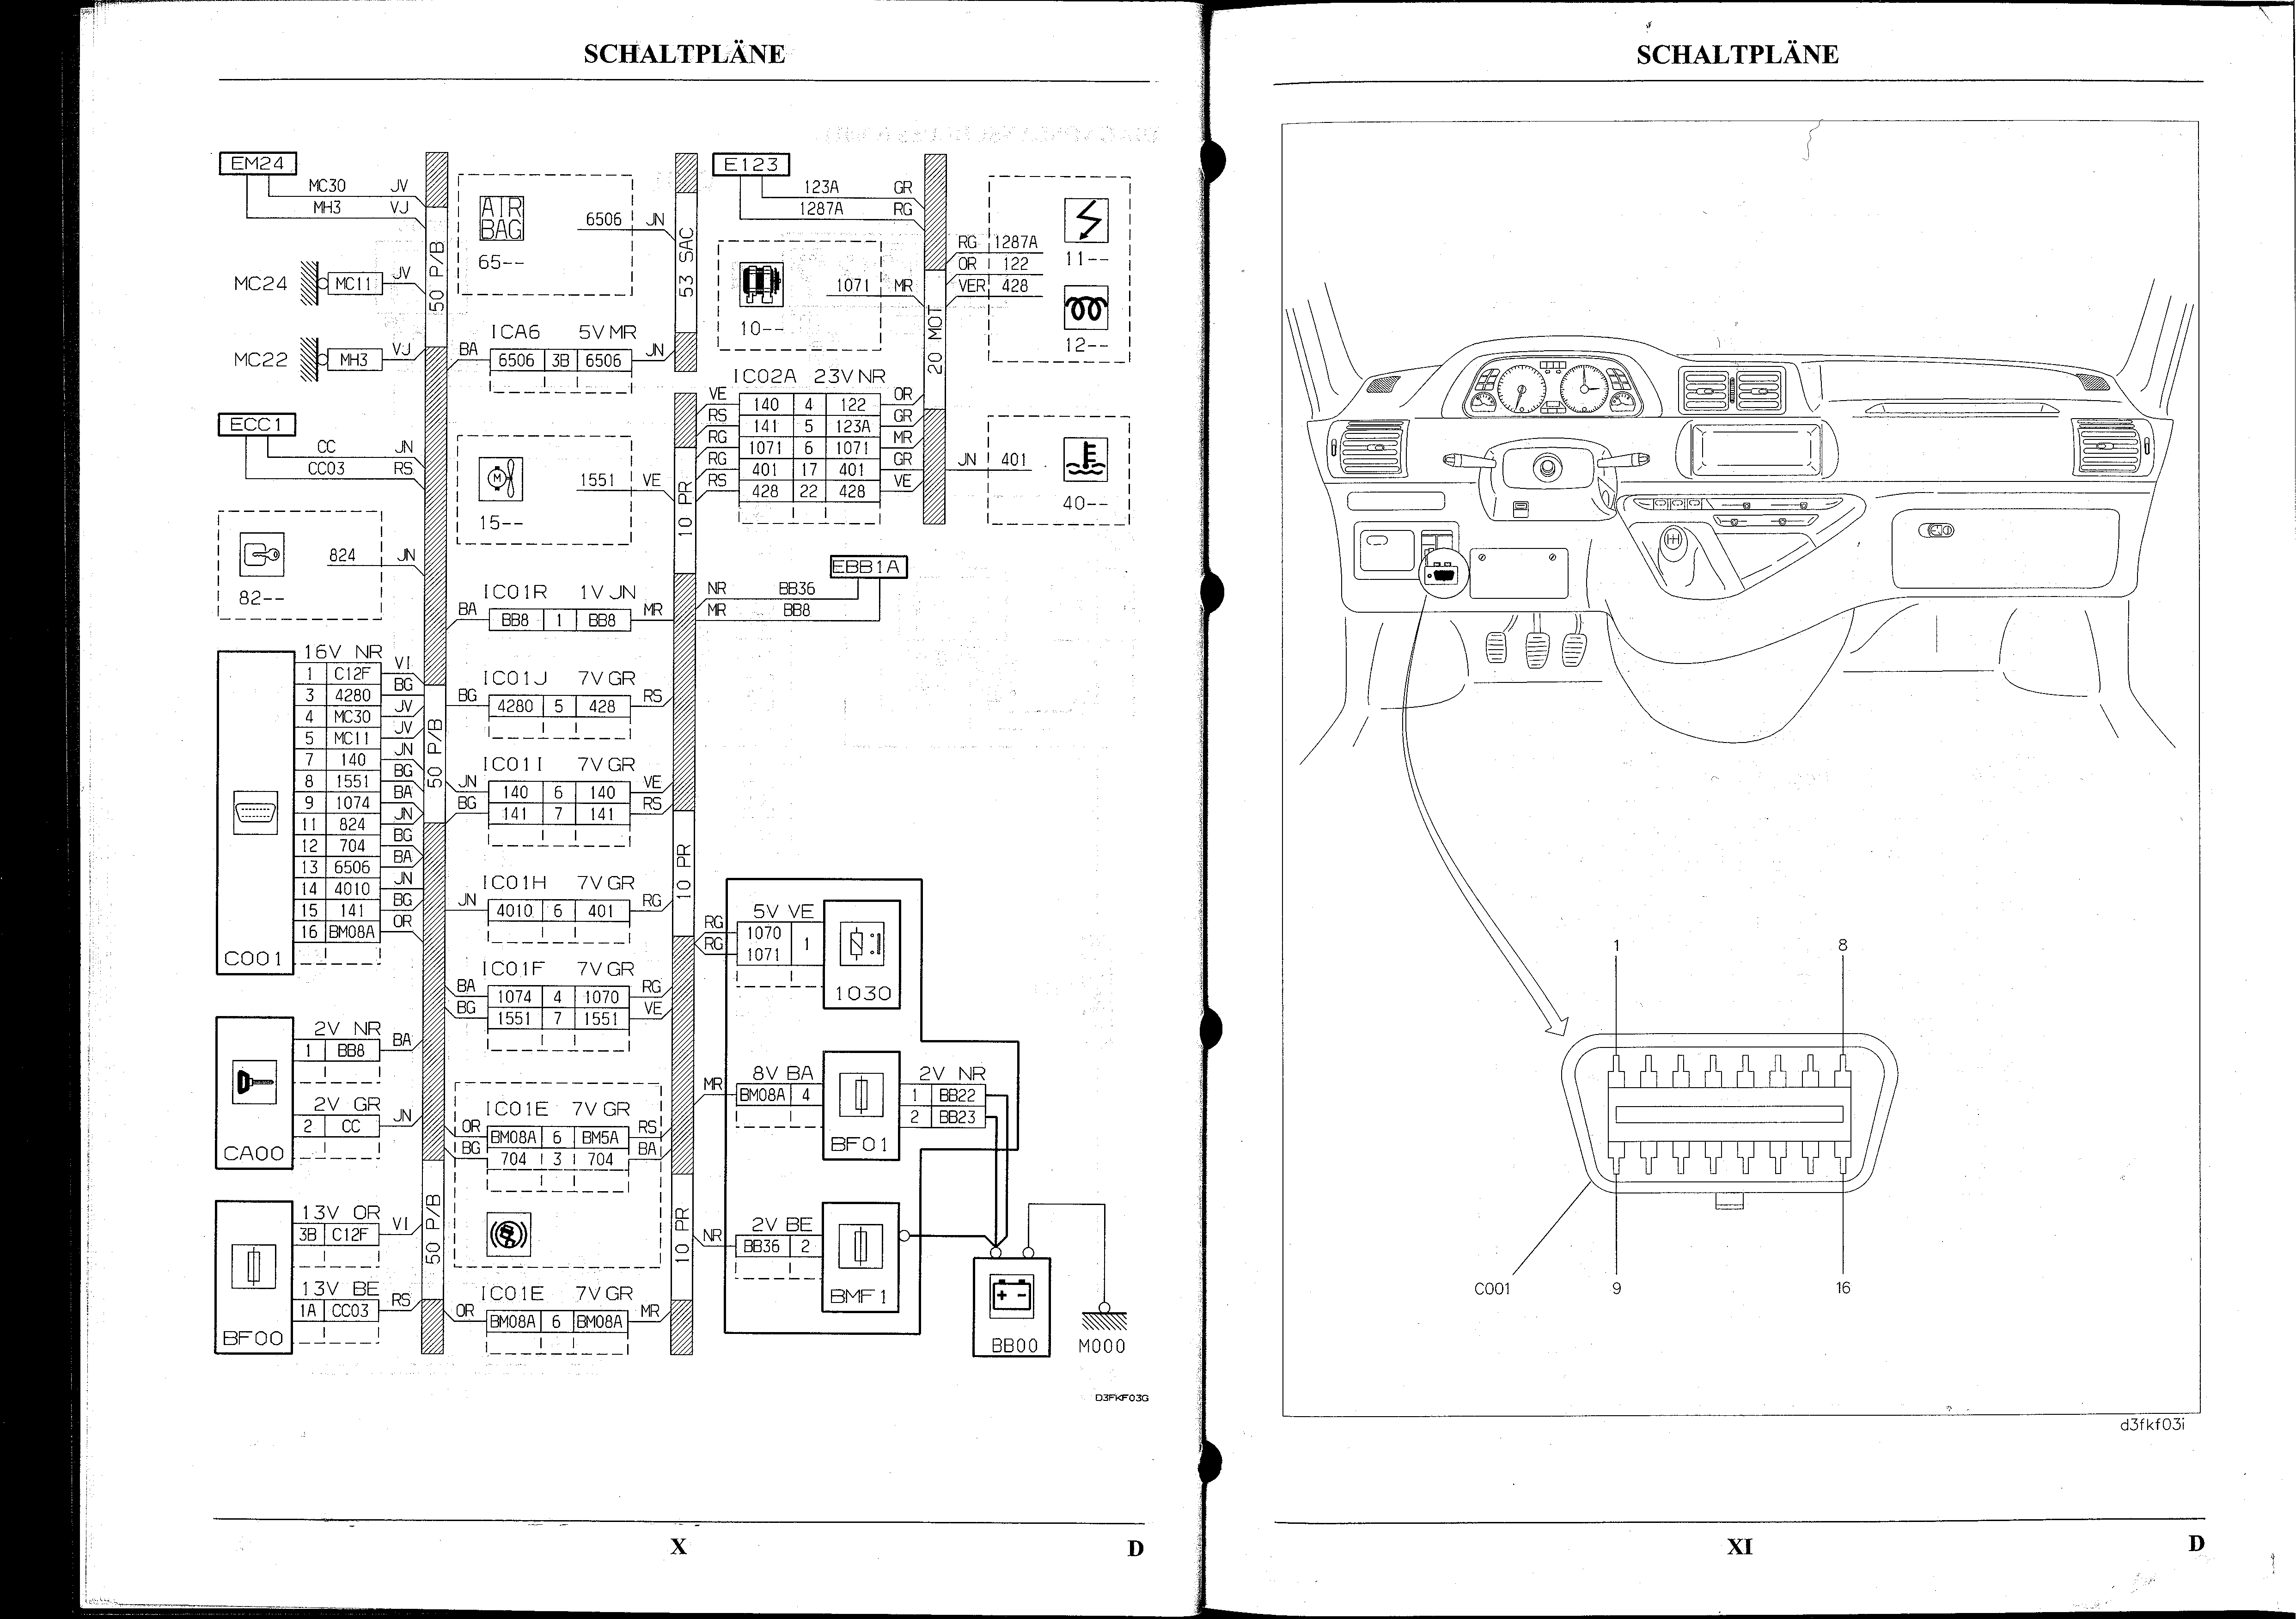 SCHALTPLÄNE
EM24
MC30 JV
MH3 VJ
MC24 MC11 JV
MC22 MH3 VJ
ECC1
CC JN
CC03 RS
824 JN
82--
16V NR
1 C12F VI
3 4280 BG
4 MC30 JV
5 MC11 JV
7 140 JN
8 1551 BG
9 1074 BA
11 824 JN
12 704 BG
13 6506 BA
14 4010 JN
15 141 BG
16 BM08A OR
C001
2V NR
1 BB8 BA
2V GR
2 CC JN
CA00
13V OR
3B C12F VI
13V BE
1A CC03 RS
BF00
50 P/B
50 P/B
50 P/B
AIR
BAG
6506 JN
65--
ICA6 5V MR
BA 6506 3B 6506 JN
M
1551 VE
15--
IC01R 1V JN
BA BB8 1 BB8 MR
IC01J 7V GR
BG 4280 5 428 RS
IC01I 7V GR
JN 140 6 140 VE
BG 141 7 141 RS
IC01H 7V GR
JN 4010 6 401 RG
IC01F 7V GR
BA 1074 4 1070 RG
BG 1551 7 1551 VE
IC01E 7V GR
OR BM08A 6 BM5A RS
BG 704 3 704 BA
IC01E 7V GR
OR BM08A 6 BM08A MR
53 SAC
10 PR
10 PR
10 PR
E123
123A GR
1287A RG
1071 MR
10--
IC02A 23V NR
VE 140 4 122 OR
RS 141 5 123A GR
RG 1071 6 1071 MR
RG 401 17 401 GR
RS 428 22 428 VE
20 MOT
RG 1287A
OR 122
VER 428
11--
12--
JN 401
40--
EBB1A
NR BB36
MR BB8
5V VE
RG 1070 1
RG 1071
1030
8V BA
MR BM08A 4
BF01
2V NR
1 BB22
2 BB23
2V BE
NR BB36 2
BMF1
+ -
BB00
M000
D3FKF03G
X
D
SCHALTPLÄNE
1 8
C001 9 16
d3fkf03i
XI
D